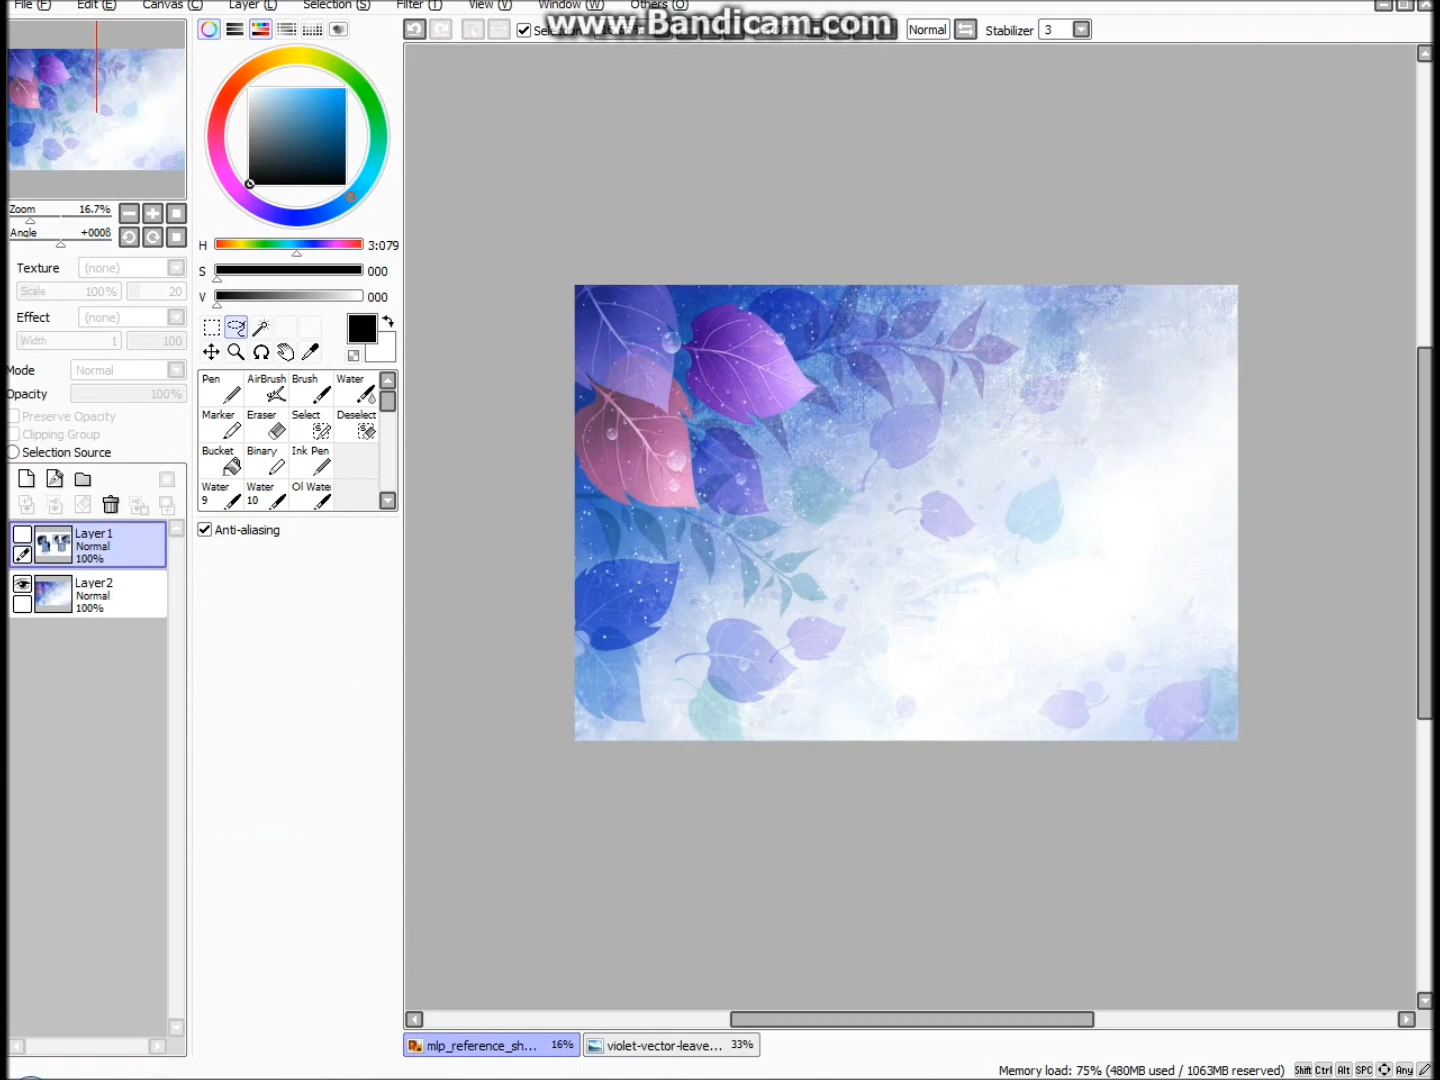 File (F) Edit (E) Canvas (C) Layer (L) Selection (S) Filter (T) View (V) Window (W) Others (O)
www.Bandicam.com
Normal Stabilizer 3
Zoom 16.7%
Angle +0008
Texture (none)
Scale 100% 20
Effect (none)
Width 1 100
Mode Normal
Opacity 100%
Preserve Opacity
Clipping Group
Selection Source
Layer1
Normal
100%
Layer2
Normal
100%
H 3:079
S 000
V 000
Pen AirBrush Brush Water
Marker Eraser Select Deselect
Bucket Binary Ink Pen
Water 9 Water 10 Ol Wate
Anti-aliasing
mlp_reference_sh... 16% violet-vector-leave... 33%
Memory load: 75% (480MB used / 1063MB reserved) Shift Ctrl Alt SPC Any